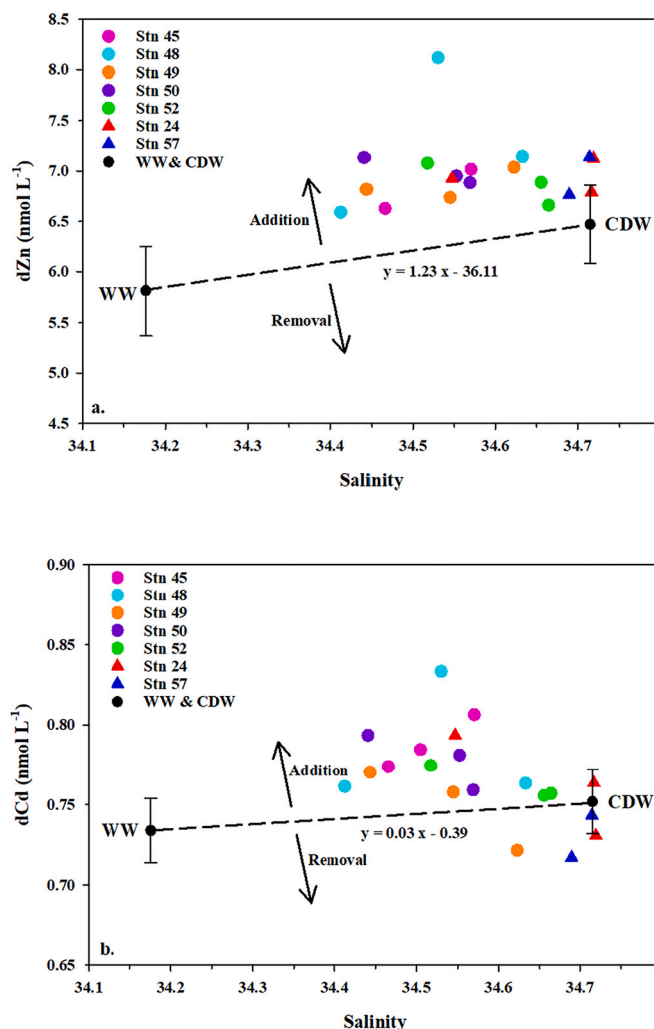 8.5
8.0
7.5
7.0
6.5
6.0
5.5
5.0
4.5
dZn (nmol L-1)
Stn 45
Stn 48
Stn 49
Stn 50
Stn 52
Stn 24
Stn 57
WW& CDW
Addition
CDW
WW
y = 1.23 x - 36.11
Removal
a.
34.1 34.2 34.3 34.4 34.5 34.6 34.7
Salinity
0.90
0.85
0.80
0.75
0.70
0.65
dCd (nmol L-1)
Stn 45
Stn 48
Stn 49
Stn 50
Stn 52
Stn 24
Stn 57
WW & CDW
Addition
CDW
WW
y = 0.03 x - 0.39
Removal
b.
34.1 34.2 34.3 34.4 34.5 34.6 34.7
Salinity